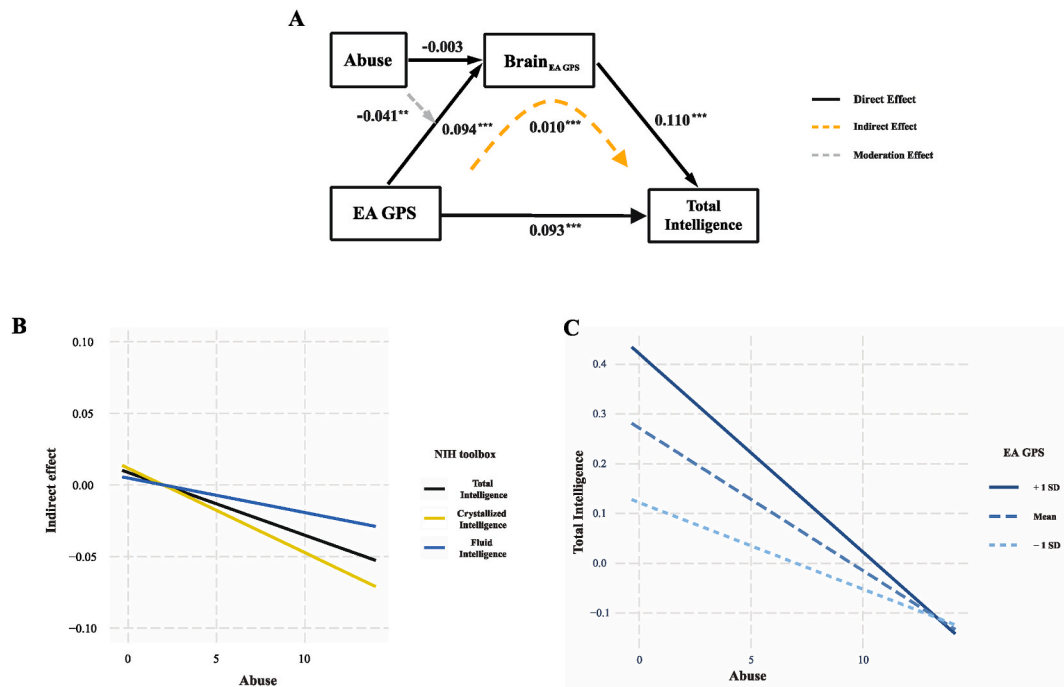 A
Abuse
-0.003
Brain EA GPS
-0.041**
0.094***
0.010***
0.110***
EA GPS
0.093***
Total
Intelligence
Direct Effect
Indirect Effect
Moderation Effect
B
Indirect effect
0.10
0.05
0.00
−0.05
−0.10
0
5
10
Abuse
NIH toolbox
Total
Intelligence
Crystallized
Intelligence
Fluid
Intelligence
C
Total Intelligence
0.4
0.3
0.2
0.1
0.0
−0.1
0
5
10
Abuse
EA GPS
+ 1 SD
Mean
− 1 SD